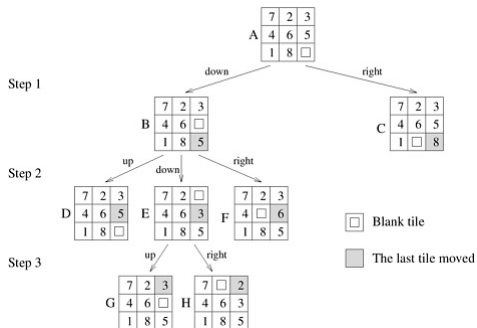 7 2 3
A 4 6 5
1 8
down right
Step 1
7 2 3
B 4 6
1 8 5
7 2 3
C 4 6 5
1 8
up down right
Step 2
7 2 3
D 4 6 5
1 8
7 2
E 4 6 3
1 8 5
7 2 3
F 4 6
1 8 5
Blank tile
The last tile moved
up right
Step 3
7 2 3
G 4 6
1 8 5
7 2
H 4 6 3
1 8 5